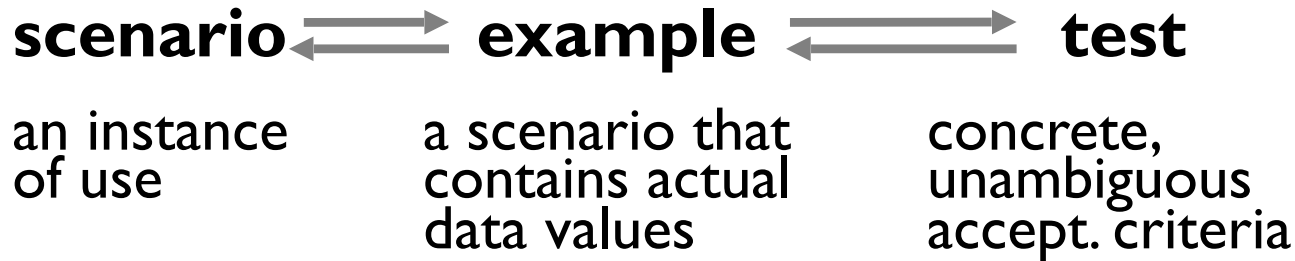 scenario example test
an instance
of use
a scenario that
contains actual
data values
concrete,
unambiguous
accept. criteria